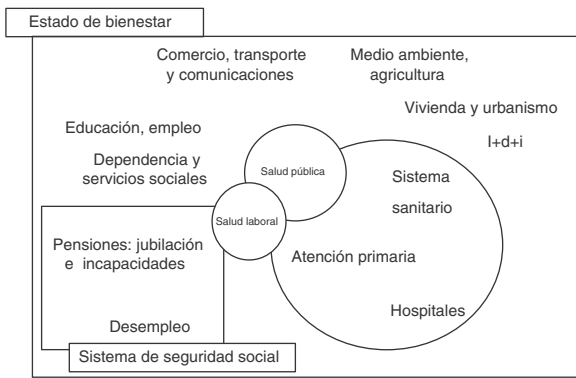 Estado de bienestar
Comercio, transporte
y comunicaciones
Medio ambiente,
agricultura
Vivienda y urbanismo
I+d+i
Educación, empleo
Dependencia y
servicios sociales
Salud pública
Salud laboral
Sistema
sanitario
Atención primaria
Hospitales
Pensiones: jubilación
e incapacidades
Desempleo
Sistema de seguridad social